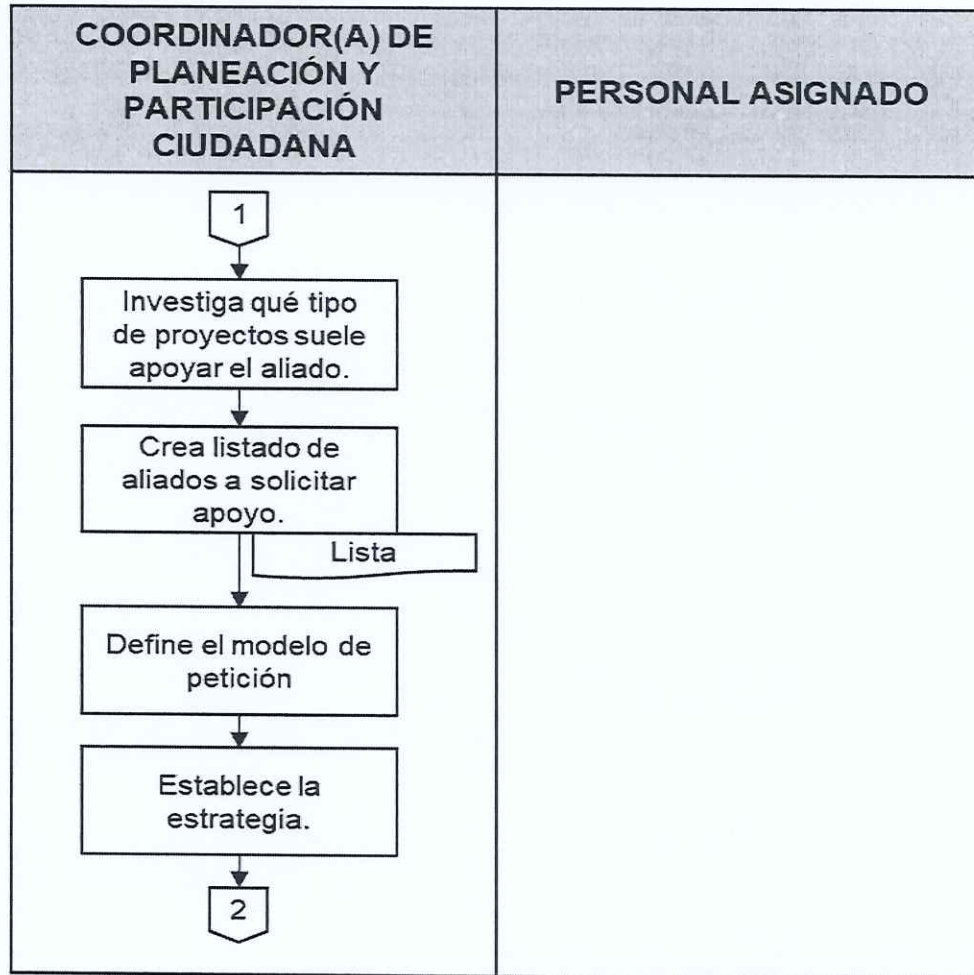 COORDINADOR(A) DE
PLANEACIÓN Y
PARTICIPACIÓN
CIUDADANA
PERSONAL ASIGNADO
1
Investiga qué tipo
de proyectos suele
apoyar el aliado.
Crea listado de
aliados a solicitar
apoyo.
Lista
Define el modelo de
petición
Establece la
estrategia.
2